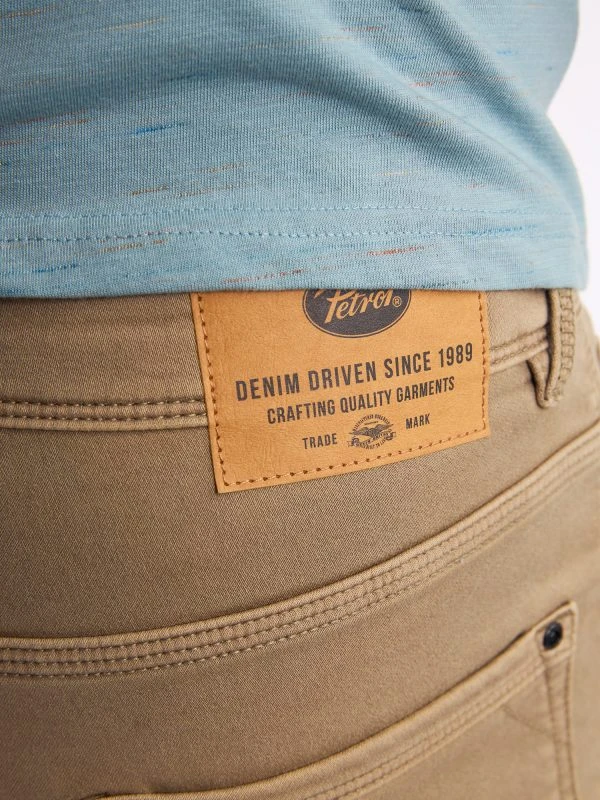 Petrol®
DENIM DRIVEN SINCE 1989
CRAFTING QUALITY GARMENTS
TRADE MARK